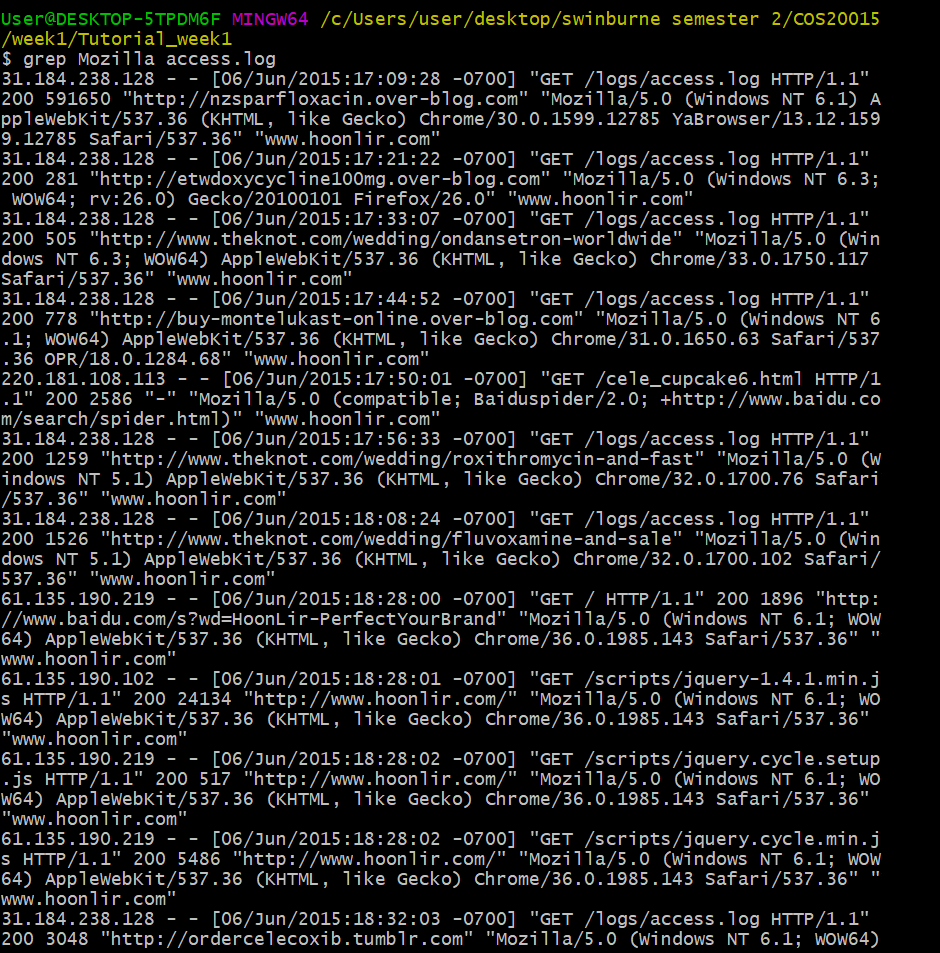 User@DESKTOP-5TPDM6F MINGW64 /c/Users/user/desktop/swinburne semester 2/COS20015
/week1/Tutorial_week1
$ grep Mozilla access.log
31.184.238.128 - - [06/Jun/2015:17:09:28 -0700] "GET /logs/access.log HTTP/1.1"
200 591650 "http://nzsparfloxacin.over-blog.com" "Mozilla/5.0 (Windows NT 6.1) A
ppleWebKit/537.36 (KHTML, like Gecko) Chrome/30.0.1599.12785 YaBrowser/13.12.159
9.12785 Safari/537.36" "www.hoonlir.com"
31.184.238.128 - - [06/Jun/2015:17:21:22 -0700] "GET /logs/access.log HTTP/1.1"
200 281 "http://etwdoxycycline100mg.over-blog.com" "Mozilla/5.0 (Windows NT 6.3;
 WOW64; rv:26.0) Gecko/20100101 Firefox/26.0" "www.hoonlir.com"
31.184.238.128 - - [06/Jun/2015:17:33:07 -0700] "GET /logs/access.log HTTP/1.1"
200 505 "http://www.theknot.com/wedding/ondansetron-worldwide" "Mozilla/5.0 (Win
dows NT 6.3; WOW64) AppleWebKit/537.36 (KHTML, like Gecko) Chrome/33.0.1750.117
Safari/537.36" "www.hoonlir.com"
31.184.238.128 - - [06/Jun/2015:17:44:52 -0700] "GET /logs/access.log HTTP/1.1"
200 778 "http://buy-montelukast-online.over-blog.com" "Mozilla/5.0 (Windows NT 6
.1; WOW64) AppleWebKit/537.36 (KHTML, like Gecko) Chrome/31.0.1650.63 Safari/537
.36 OPR/18.0.1284.68" "www.hoonlir.com"
220.181.108.113 - - [06/Jun/2015:17:50:01 -0700] "GET /cele_cupcake6.html HTTP/1
.1" 200 2586 "-" "Mozilla/5.0 (compatible; Baiduspider/2.0; +http://www.baidu.co
m/search/spider.html)" "www.hoonlir.com"
31.184.238.128 - - [06/Jun/2015:17:56:33 -0700] "GET /logs/access.log HTTP/1.1"
200 1259 "http://www.theknot.com/wedding/roxithromycin-and-fast" "Mozilla/5.0 (W
indows NT 5.1) AppleWebKit/537.36 (KHTML, like Gecko) Chrome/32.0.1700.76 Safari
/537.36" "www.hoonlir.com"
31.184.238.128 - - [06/Jun/2015:18:08:24 -0700] "GET /logs/access.log HTTP/1.1"
200 1526 "http://www.theknot.com/wedding/fluvoxamine-and-sale" "Mozilla/5.0 (Win
dows NT 5.1) AppleWebKit/537.36 (KHTML, like Gecko) Chrome/32.0.1700.102 Safari/
537.36" "www.hoonlir.com"
61.135.190.219 - - [06/Jun/2015:18:28:00 -0700] "GET / HTTP/1.1" 200 1896 "http:
//www.baidu.com/s?wd=HoonLir-PerfectYourBrand" "Mozilla/5.0 (Windows NT 6.1; WOW
64) AppleWebKit/537.36 (KHTML, like Gecko) Chrome/36.0.1985.143 Safari/537.36" "
www.hoonlir.com"
61.135.190.102 - - [06/Jun/2015:18:28:01 -0700] "GET /scripts/jquery-1.4.1.min.j
s HTTP/1.1" 200 24134 "http://www.hoonlir.com/" "Mozilla/5.0 (Windows NT 6.1; WO
W64) AppleWebKit/537.36 (KHTML, like Gecko) Chrome/36.0.1985.143 Safari/537.36"
"www.hoonlir.com"
61.135.190.219 - - [06/Jun/2015:18:28:02 -0700] "GET /scripts/jquery.cycle.setup
.js HTTP/1.1" 200 517 "http://www.hoonlir.com/" "Mozilla/5.0 (Windows NT 6.1; WO
W64) AppleWebKit/537.36 (KHTML, like Gecko) Chrome/36.0.1985.143 Safari/537.36"
"www.hoonlir.com"
61.135.190.219 - - [06/Jun/2015:18:28:02 -0700] "GET /scripts/jquery.cycle.min.j
s HTTP/1.1" 200 5486 "http://www.hoonlir.com/" "Mozilla/5.0 (Windows NT 6.1; WOW
64) AppleWebKit/537.36 (KHTML, like Gecko) Chrome/36.0.1985.143 Safari/537.36" "
www.hoonlir.com"
31.184.238.128 - - [06/Jun/2015:18:32:03 -0700] "GET /logs/access.log HTTP/1.1"
200 3048 "http://ordercelecoxib.tumblr.com" "Mozilla/5.0 (Windows NT 6.1; WOW64)